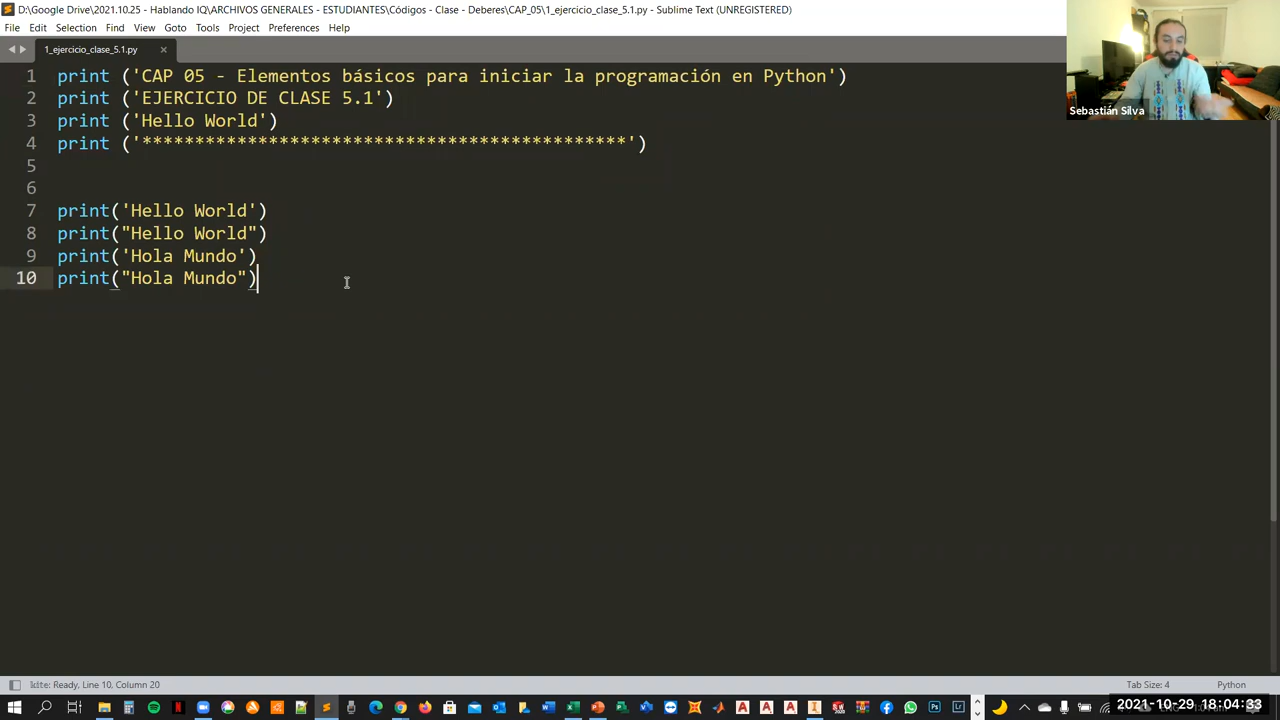 D:\Google Drive\2021.10.25 - Hablando IQ\ARCHIVOS GENERALES - ESTUDIANTES\Códigos - Clase - Deberes\CAP_05\1_ejercicio_clase_5.1.py - Sublime Text (UNREGISTERED)
File Edit Selection Find View Goto Tools Project Preferences Help
1_ejercicio_clase_5.1.py ×
Sebastián Silva
1 print ('CAP 05 - Elementos básicos para iniciar la programación en Python')
2 print ('EJERCICIO DE CLASE 5.1')
3 print ('Hello World')
4 print ('**********************************************')
5
6
7 print('Hello World')
8 print("Hello World")
9 print('Hola Mundo')
10 print("Hola Mundo")
Ready, Line 10, Column 20 Tab Size: 4 Python
2021-10-29 18:04:33